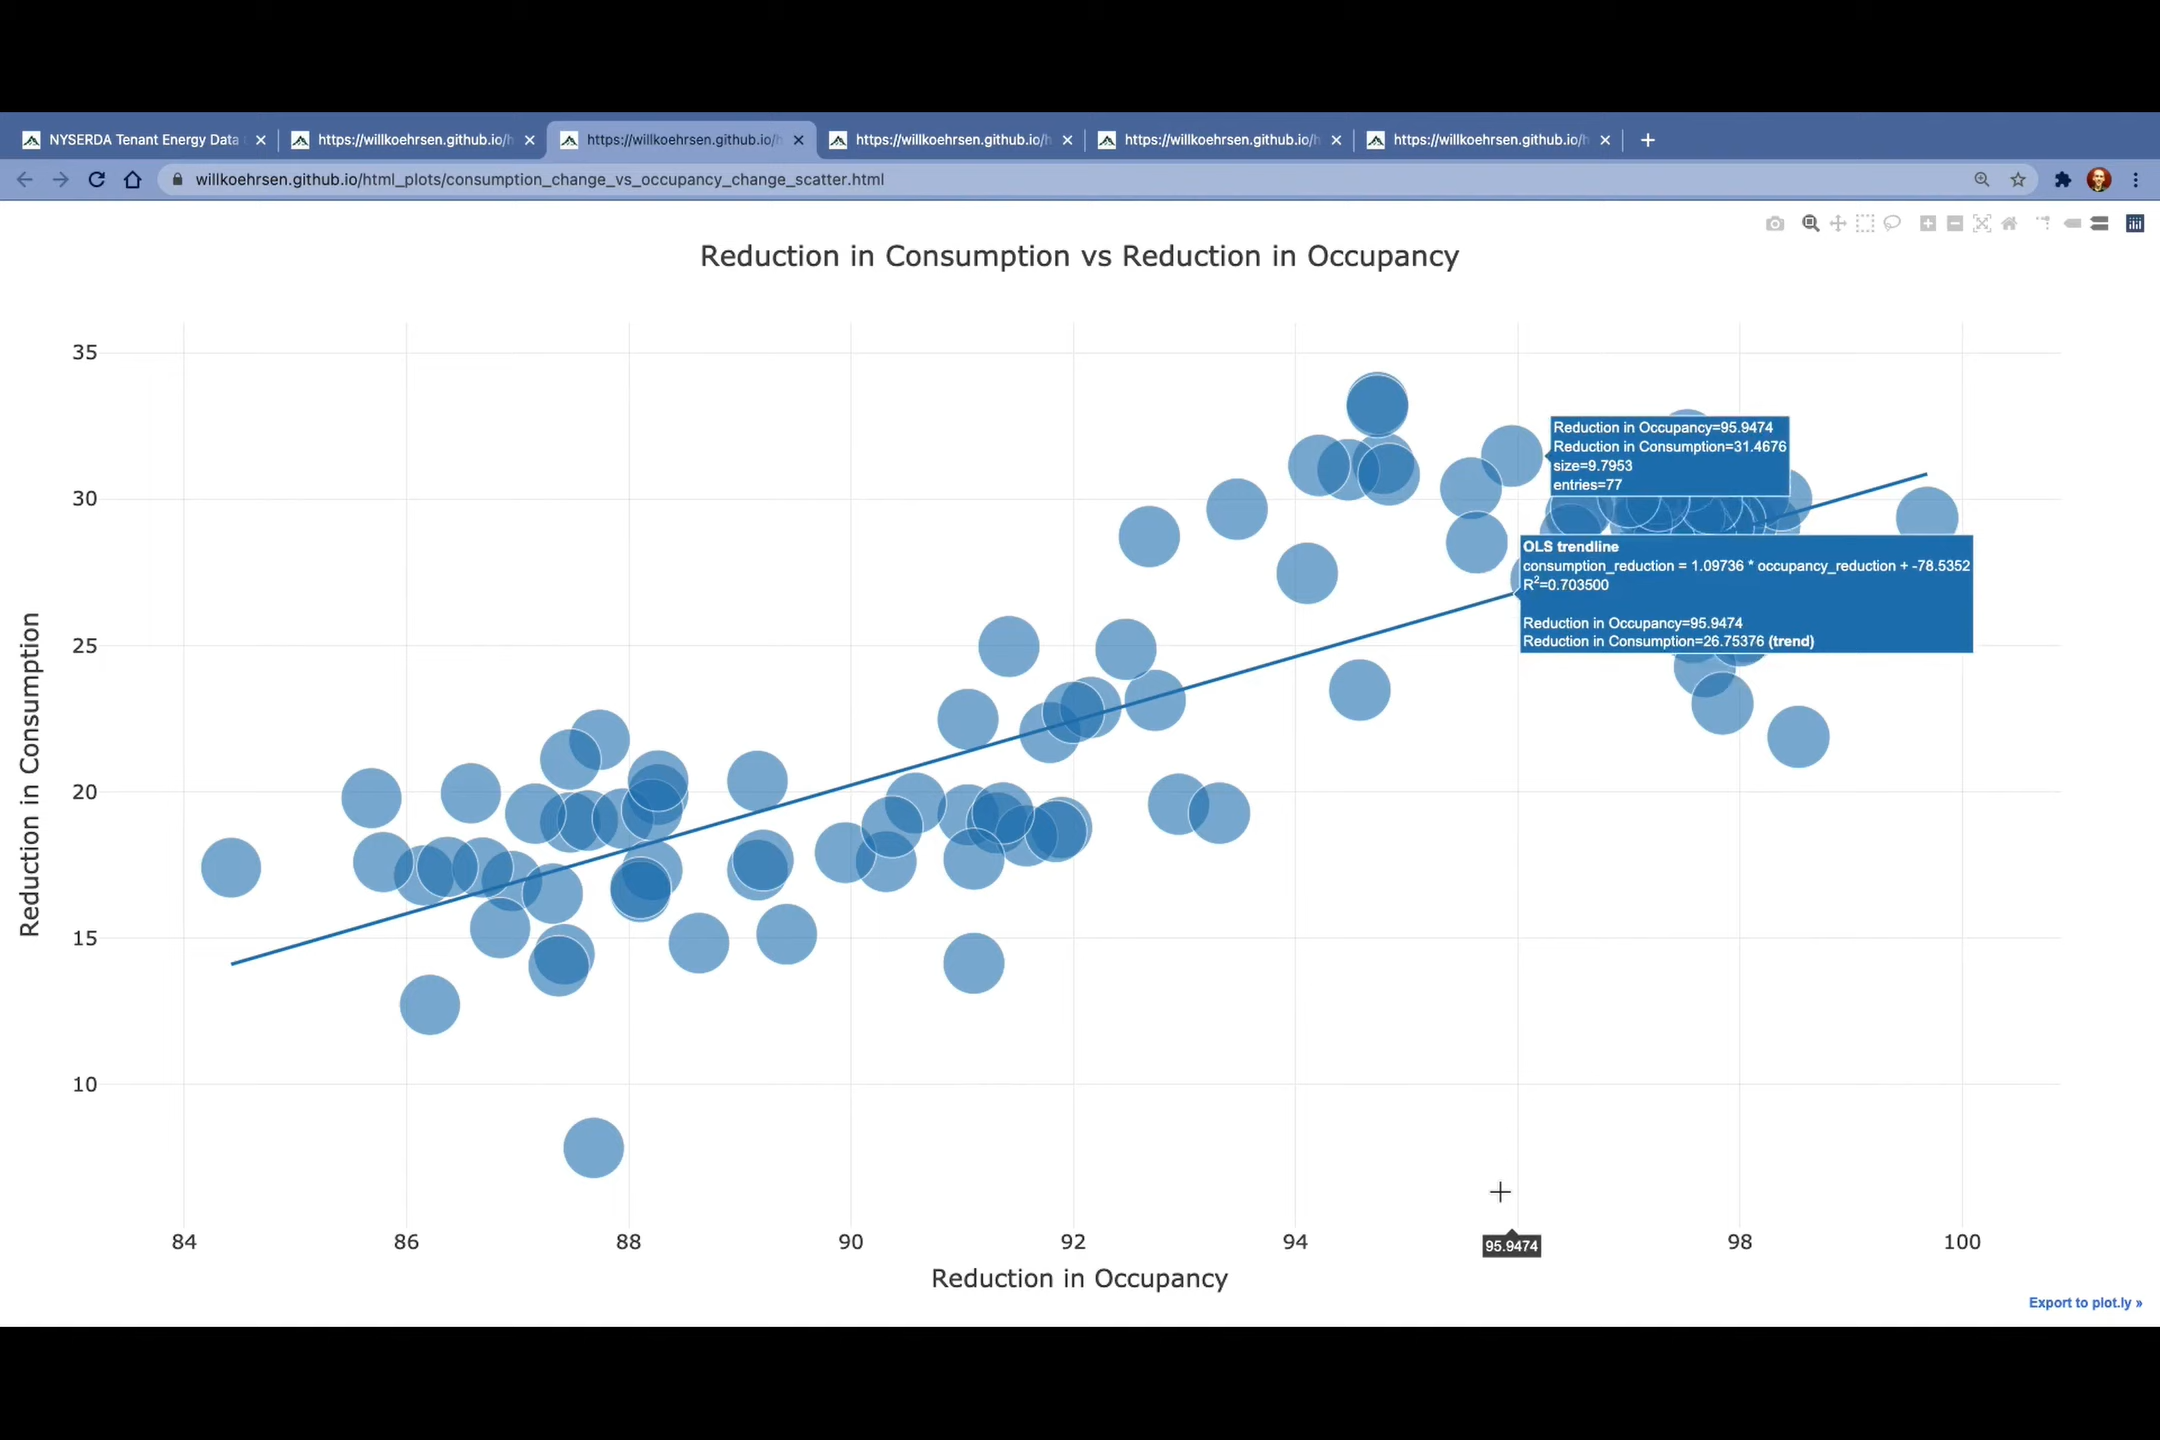 NYSERDA Tenant Energy Data
https://willkoehrsen.github.io/h
https://willkoehrsen.github.io/h
https://willkoehrsen.github.io/h
https://willkoehrsen.github.io/h
https://willkoehrsen.github.io/h
willkoehrsen.github.io/html_plots/consumption_change_vs_occupancy_change_scatter.html
Reduction in Consumption vs Reduction in Occupancy
Reduction in Consumption
35
30
25
20
15
10
Reduction in Occupancy=95.9474
Reduction in Consumption=31.4676
size=9.7953
entries=77
OLS trendline
consumption_reduction = 1.09736 * occupancy_reduction + -78.5352
R²=0.703500
Reduction in Occupancy=95.9474
Reduction in Consumption=26.75376 (trend)
84 86 88 90 92 94 95.9474 98 100
Reduction in Occupancy
Export to plot.ly »